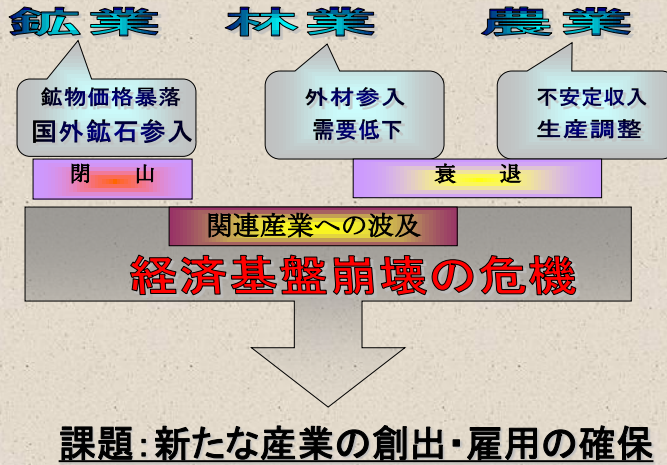 鉱業
林業
農業
鉱物価格暴落
国外鉱石参入
外材参入
需要低下
不安定収入
生産調整
閉　山
衰　退
関連産業への波及
経済基盤崩壊の危機
課題：新たな産業の創出・雇用の確保